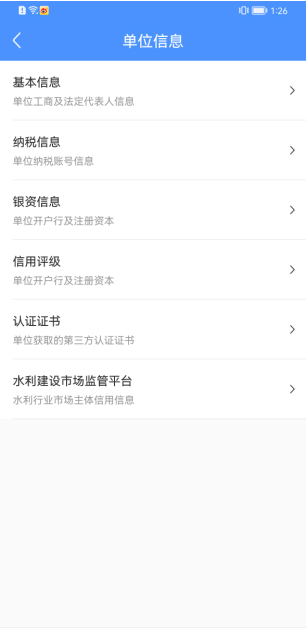 1:26
单位信息
基本信息
单位工商及法定代表人信息
纳税信息
单位纳税账号信息
银资信息
单位开户行及注册资本
信用评级
单位开户行及注册资本
认证证书
单位获取的第三方认证证书
水利建设市场监管平台
水利行业市场主体信用信息